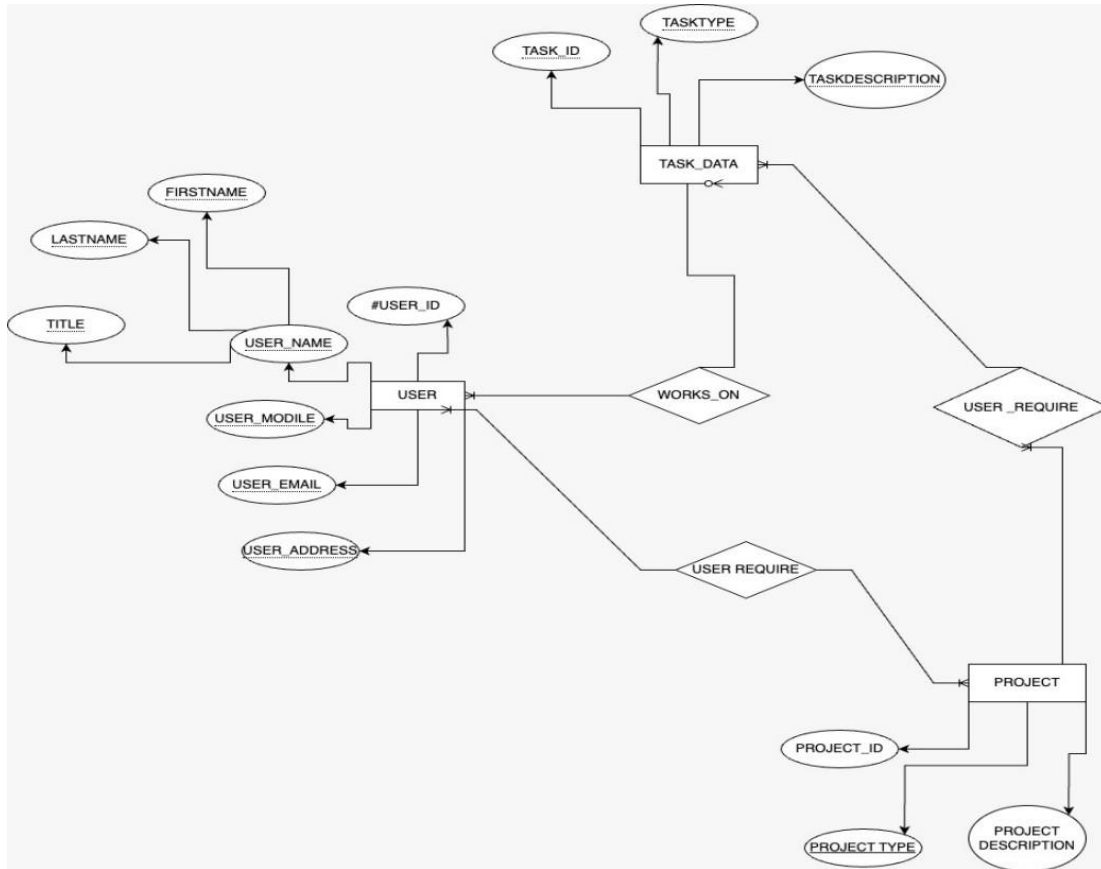 TASKTYPE
TASK_ID
TASKDESCRIPTION
TASK_DATA
FIRSTNAME
LASTNAME
#USER_ID
TITLE
USER_NAME
USER
WORKS_ON
USER _REQUIRE
USER_MODILE
USER_EMAIL
USER_ADDRESS
USER REQUIRE
PROJECT
PROJECT_ID
PROJECT TYPE
PROJECT
DESCRIPTION